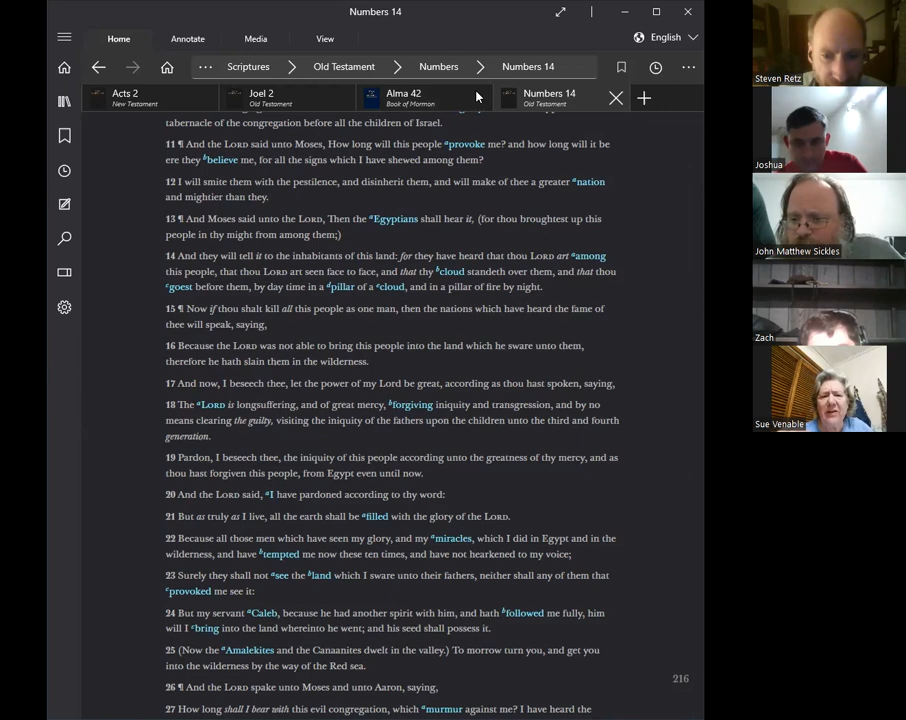 Numbers 14
Home
Annotate
Media
View
English
Scriptures
Old Testament
Numbers
Numbers 14
Acts 2
New Testament
Joel 2
Old Testament
Alma 42
Book of Mormon
Numbers 14
Old Testament
tabernacle of the congregation before all the children of Israel.
11 ¶ And the LORD said unto Moses, How long will this people aprovoke me? and how long will it be
ere they bbelieve me, for all the signs which I have shewed among them?
12 I will smite them with the pestilence, and disinherit them, and will make of thee a greater anation
and mightier than they.
13 ¶ And Moses said unto the LORD, Then the aEgyptians shall hear it, (for thou broughtest up this
people in thy might from among them;)
14 And they will tell it to the inhabitants of this land: for they have heard that thou LORD art aamong
this people, that thou LORD art seen face to face, and that thy bcloud standeth over them, and that thou
cgoest before them, by day time in a dpillar of a ecloud, and in a pillar of fire by night.
15 ¶ Now if thou shalt kill all this people as one man, then the nations which have heard the fame of
thee will speak, saying,
16 Because the LORD was not able to bring this people into the land which he sware unto them,
therefore he hath slain them in the wilderness.
17 And now, I beseech thee, let the power of my Lord be great, according as thou hast spoken, saying,
18 The aLORD is longsuffering, and of great mercy, bforgiving iniquity and transgression, and by no
means clearing the guilty, visiting the iniquity of the fathers upon the children unto the third and fourth
generation.
19 Pardon, I beseech thee, the iniquity of this people according unto the greatness of thy mercy, and as
thou hast forgiven this people, from Egypt even until now.
20 And the LORD said, aI have pardoned according to thy word:
21 But as truly as I live, all the earth shall be afilled with the glory of the LORD.
22 Because all those men which have seen my glory, and my amiracles, which I did in Egypt and in the
wilderness, and have btempted me now these ten times, and have not hearkened to my voice;
23 Surely they shall not asee the bland which I sware unto their fathers, neither shall any of them that
cprovoked me see it:
24 But my servant aCaleb, because he had another spirit with him, and hath bfollowed me fully, him
will I cbring into the land whereinto he went; and his seed shall possess it.
25 (Now the aAmalekites and the Canaanites dwelt in the valley.) To morrow turn you, and get you
into the wilderness by the way of the Red sea.
216
26 ¶ And the LORD spake unto Moses and unto Aaron, saying,
27 How long shall I bear with this evil congregation, which amurmur against me? I have heard the
Steven Retz
Joshua
John Matthew Sickles
Zach
Sue Venable